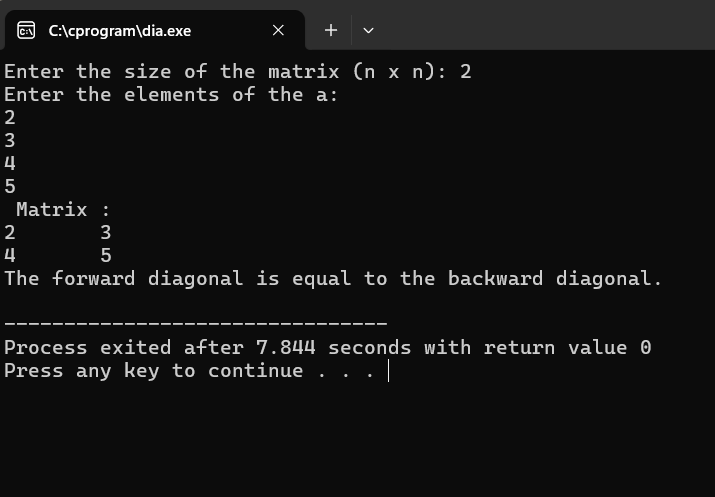 C:\cprogram\dia.exe
Enter the size of the matrix (n x n): 2
Enter the elements of the a:
2
3
4
5
 Matrix :
2       3
4       5
The forward diagonal is equal to the backward diagonal.
--------------------------------
Process exited after 7.844 seconds with return value 0
Press any key to continue . . .